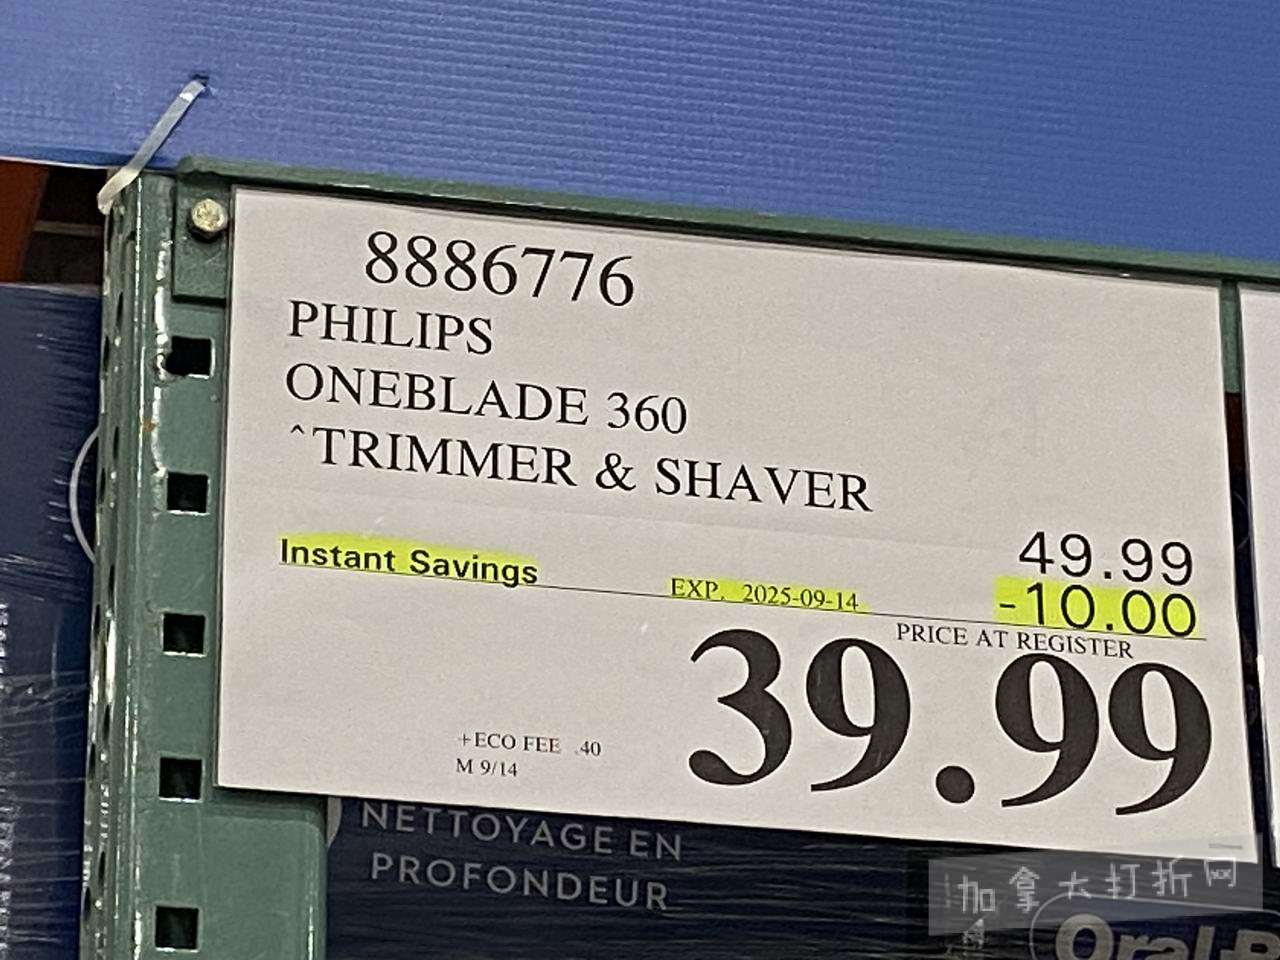 8886776
PHILIPS
ONEBLADE 360
^TRIMMER & SHAVER
49.99
Instant Savings EXP. 2025-09-14 -10.00
PRICE AT REGISTER
39.99
+ECO FEE .40
M 9/14
NETTOYAGE EN
PROFONDEUR
加拿大打折网
Oral-B